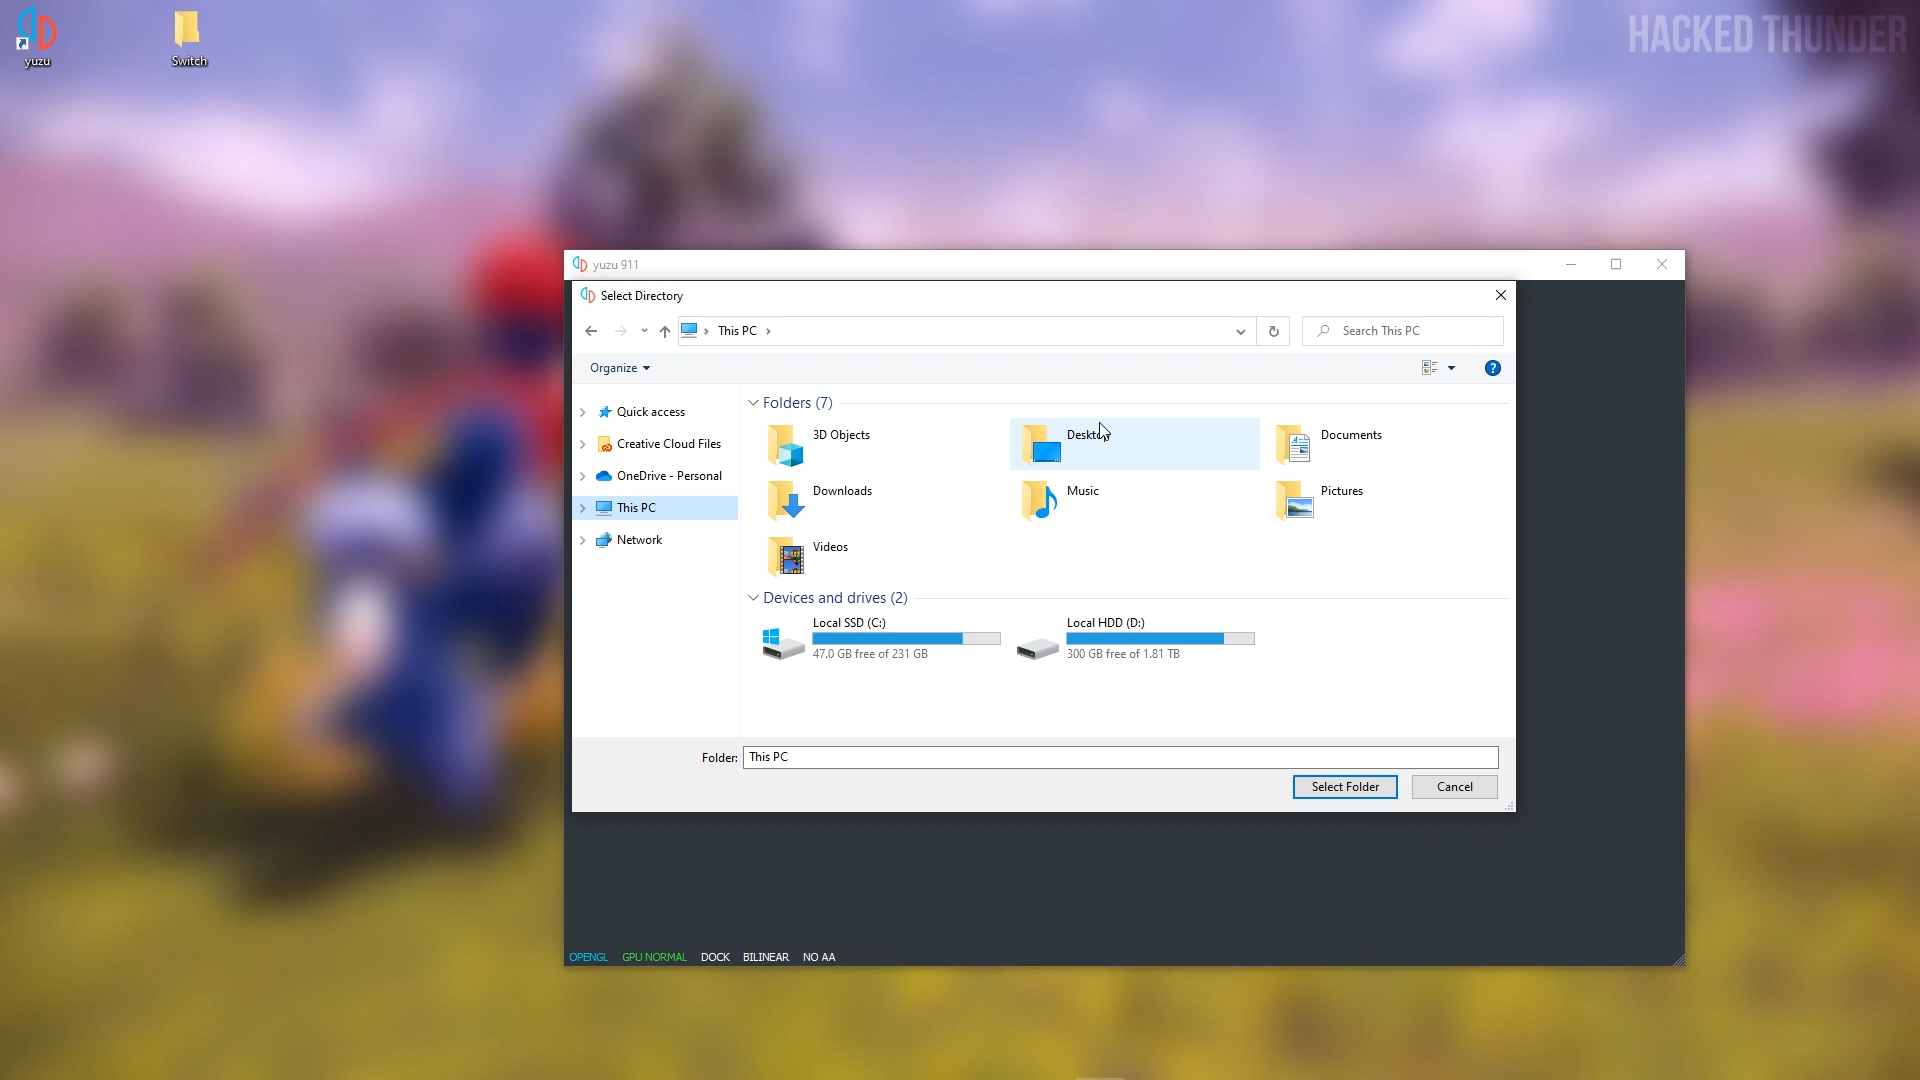 yuzu
Switch
HACKED THUNDER
yuzu 911
Select Directory
This PC
Search This PC
Organize
Quick access
Creative Cloud Files
OneDrive - Personal
This PC
Network
Folders (7)
3D Objects
Desktop
Documents
Downloads
Music
Pictures
Videos
Devices and drives (2)
Local SSD (C:)
47.0 GB free of 231 GB
Local HDD (D:)
300 GB free of 1.81 TB
Folder: This PC
Select Folder
Cancel
OPENGL GPU NORMAL DOCK BILINEAR NO AA